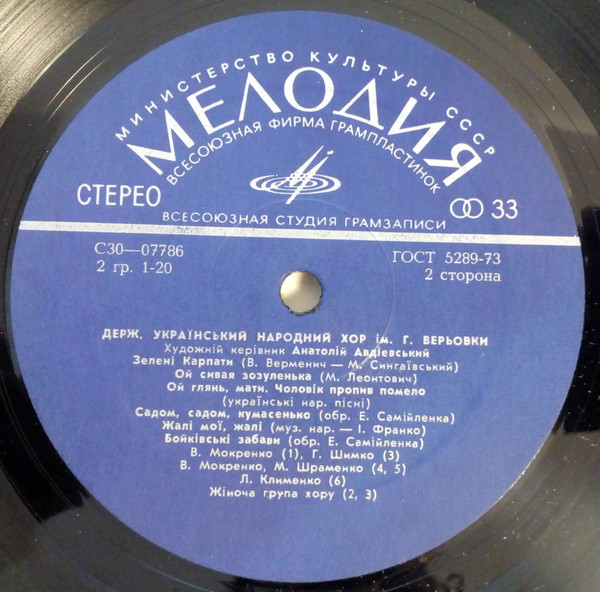 МИНИСТЕРСТВО КУЛЬТУРЫ СССР
МЕЛОДИЯ
ВСЕСОЮЗНАЯ ФИРМА ГРАМПЛАСТИНОК
СТЕРЕО
33
ВСЕСОЮЗНАЯ СТУДИЯ ГРАМЗАПИСИ
С30—07786
ГОСТ 5289-73
2 гр. 1-20
2 сторона
ДЕРЖ. УКРАЇНСЬКИЙ НАРОДНИЙ ХОР ім. Г. ВЕРЬОВКИ
Художній керівник Анатолій Авдієвський
Зелені Карпати (В. Верменич — М. Сингаївський)
Ой сивая зозуленька (М. Леонтович)
Ой глянь, мати. Чоловік пропив помело
(українські нар. пісні)
Садом, садом, кумасенько (обр. Е. Самійленка)
Жалі мої, жалі (муз. нар. — І. Франко)
Бойківські забави (обр. Е. Самійленка)
В. Мокренко (1), Г. Шимко (3)
В. Мокренко, М. Шраменко (4, 5)
Л. Клименко (6)
Жіноча група хору (2, 3)